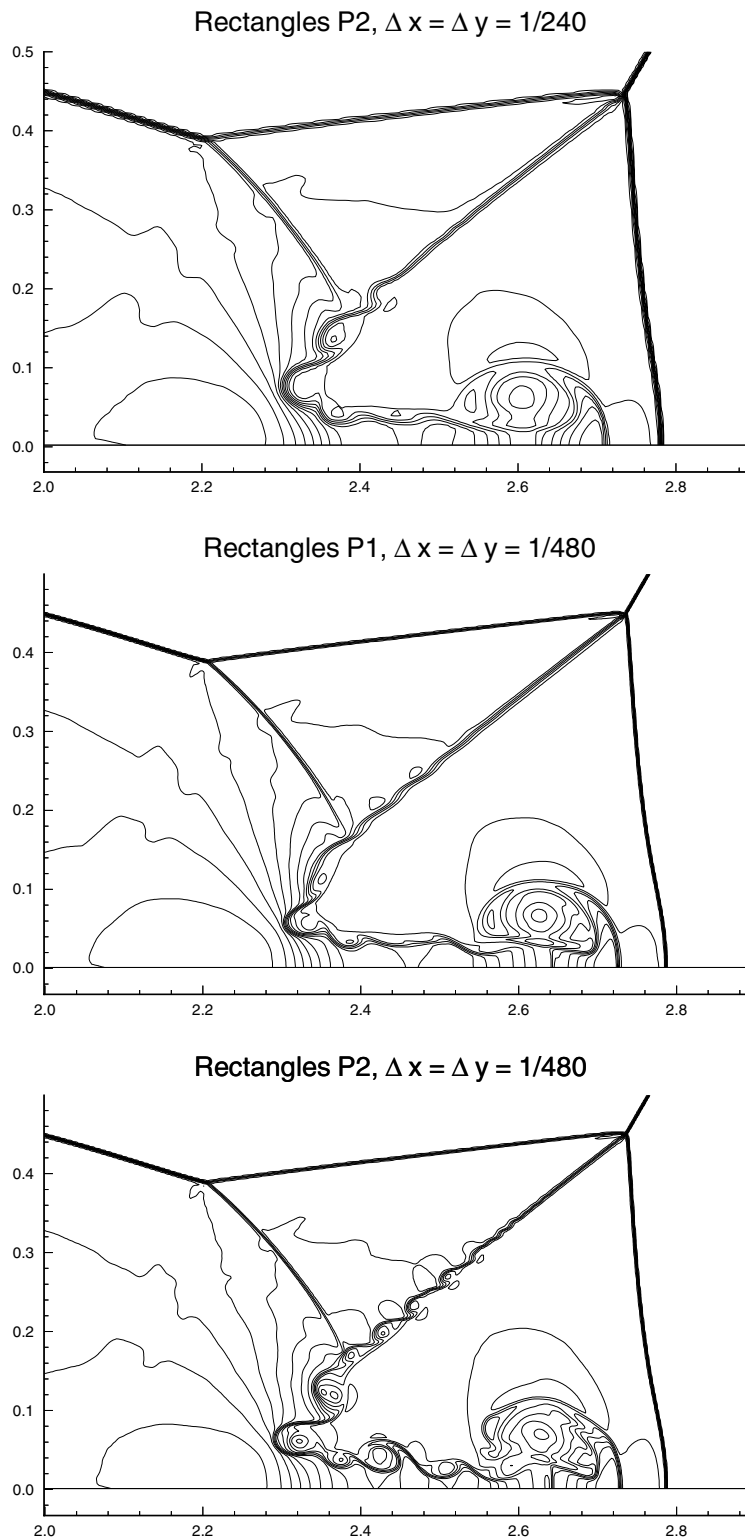 Rectangles P2, Δ x = Δ y = 1/240
0.5
0.4
0.3
0.2
0.1
0.0
2.0 2.2 2.4 2.6 2.8
Rectangles P1, Δ x = Δ y = 1/480
0.4
0.3
0.2
0.1
0.0
2.0 2.2 2.4 2.6 2.8
Rectangles P2, Δ x = Δ y = 1/480
0.4
0.3
0.2
0.1
0.0
2.0 2.2 2.4 2.6 2.8